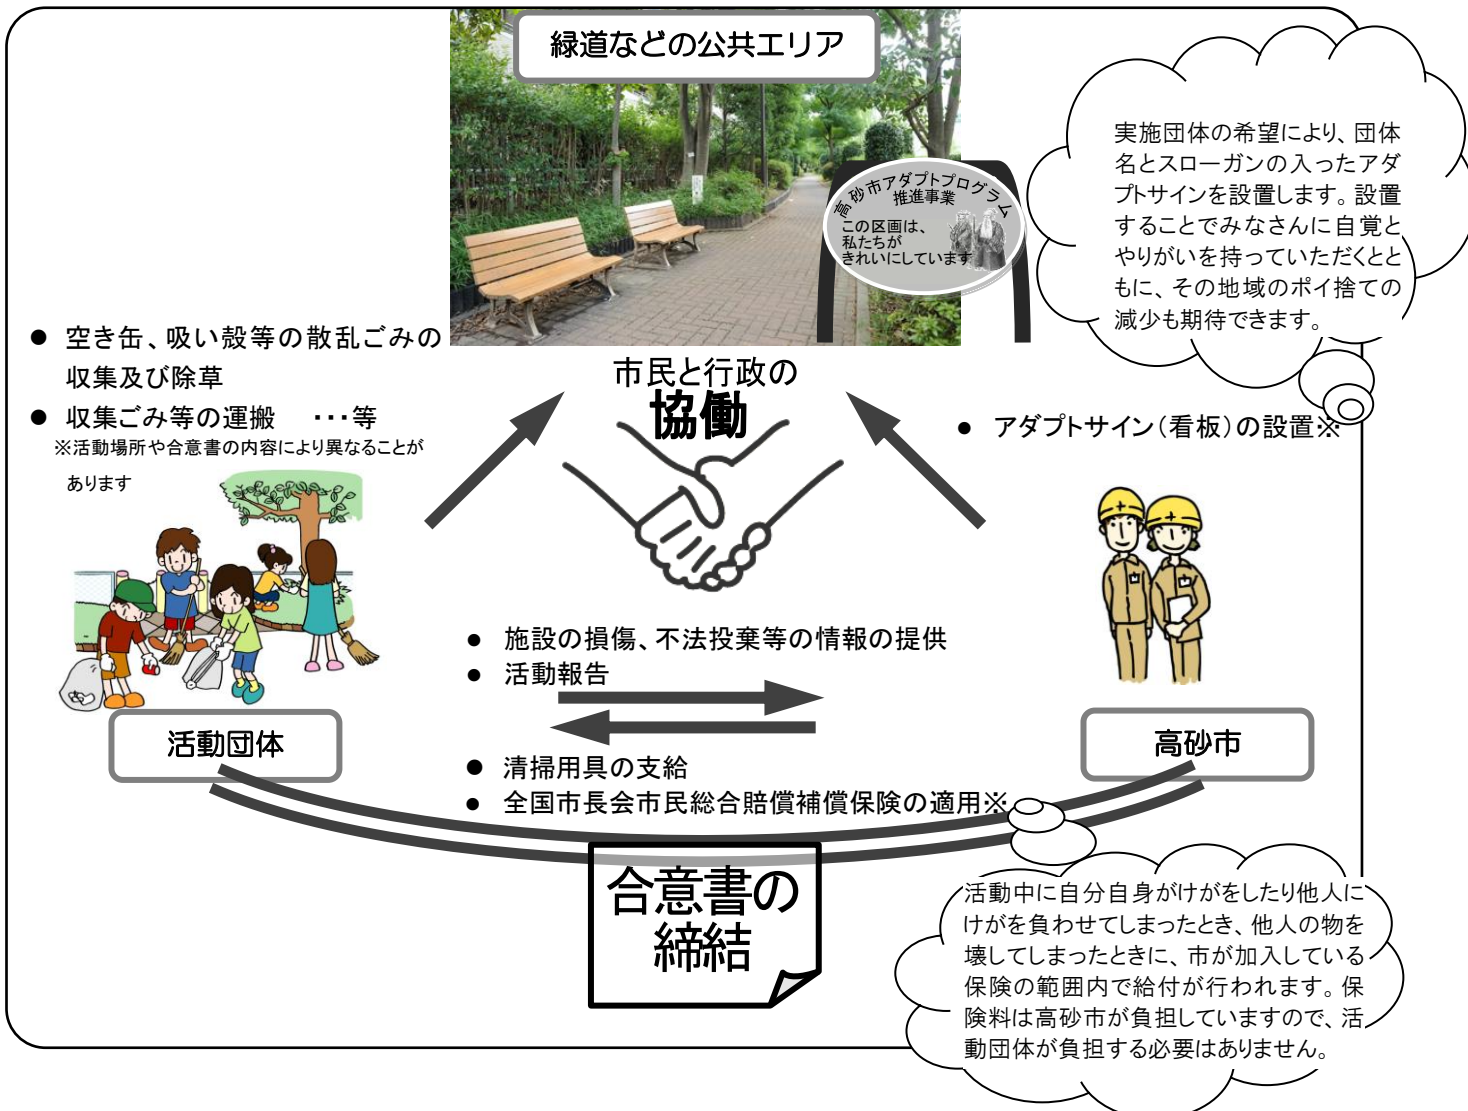 緑道などの公共エリア
高砂市アダプトプログラム
推進事業
この区画は、
私たちが
きれいにしています
実施団体の希望により、団体
名とスローガンの入ったアダ
プトサインを設置します。設置
することでみなさんに自覚と
やりがいを持っていただくとと
もに、その地域のポイ捨ての
減少も期待できます。
● 空き缶、吸い殻等の散乱ごみの
収集及び除草
● 収集ごみ等の運搬 ・・・等
※活動場所や合意書の内容により異なることが
あります
市民と行政の
協働
● アダプトサイン（看板）の設置※
● 施設の損傷、不法投棄等の情報の提供
● 活動報告
活動団体
高砂市
● 清掃用具の支給
● 全国市長会市民総合賠償補償保険の適用※
合意書の
締結
活動中に自分自身がけがをしたり他人に
けがを負わせてしまったとき、他人の物を
壊してしまったときに、市が加入している
保険の範囲内で給付が行われます。保
険料は高砂市が負担していますので、活
動団体が負担する必要はありません。